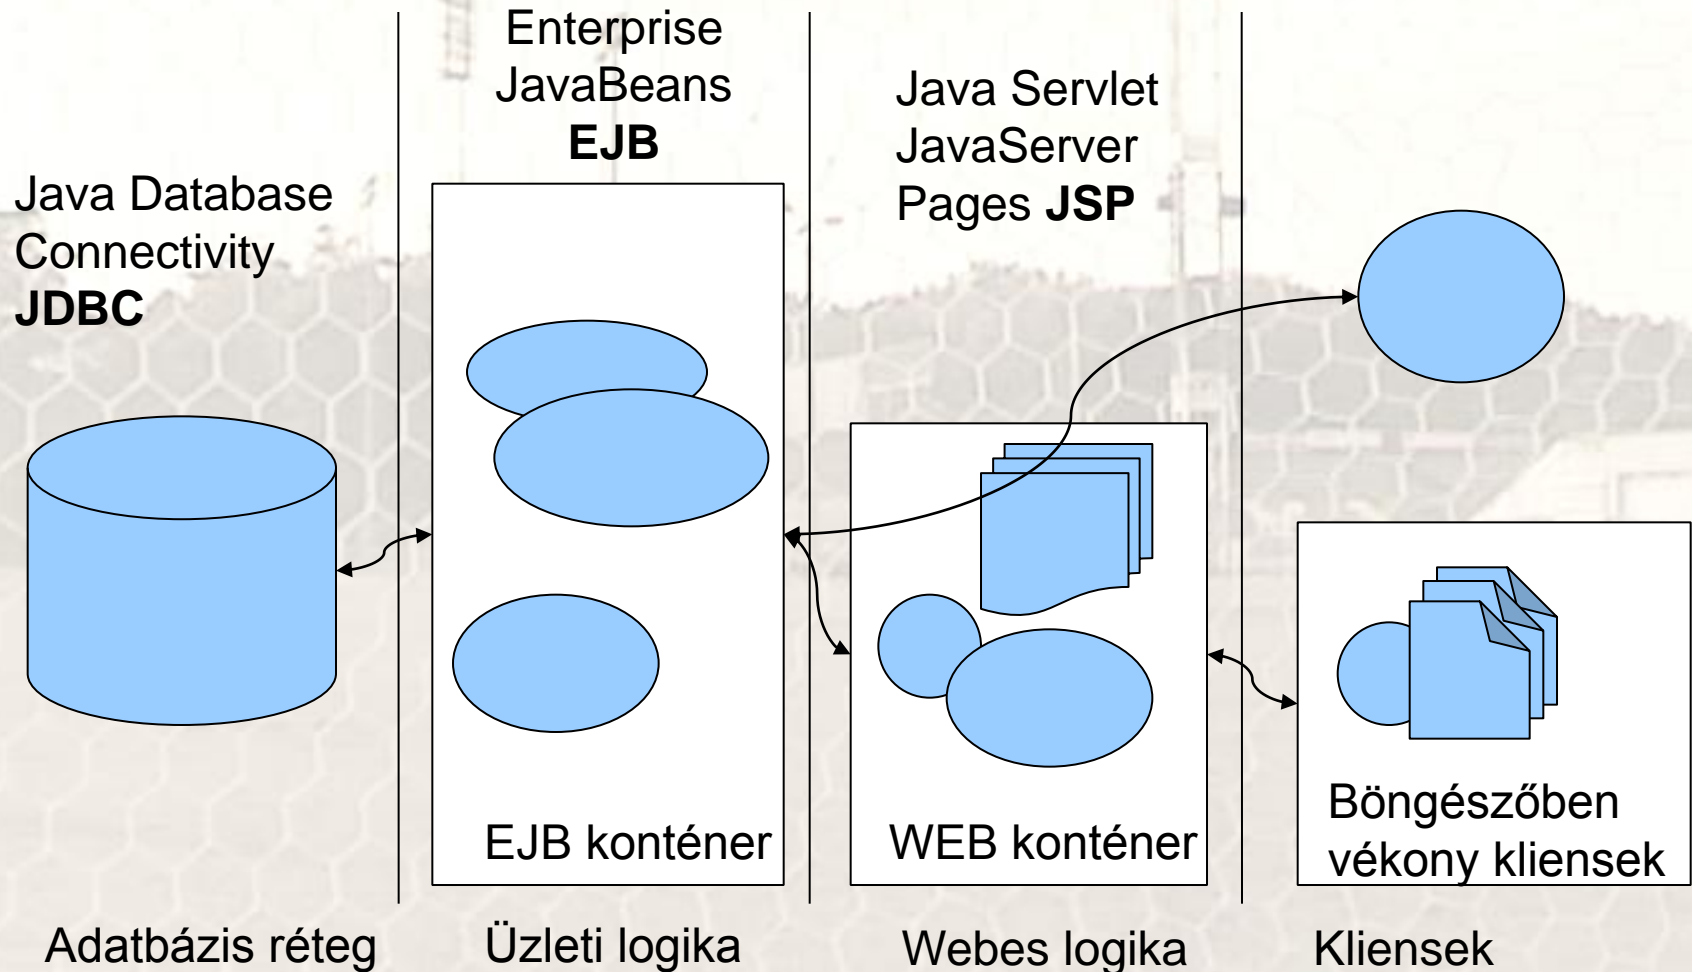 Java Database
Connectivity
JDBC
Enterprise
JavaBeans
EJB
Java Servlet
JavaServer
Pages JSP
EJB konténer
WEB konténer
Böngészőben
vékony kliensek
Adatbázis réteg
Üzleti logika
Webes logika
Kliensek